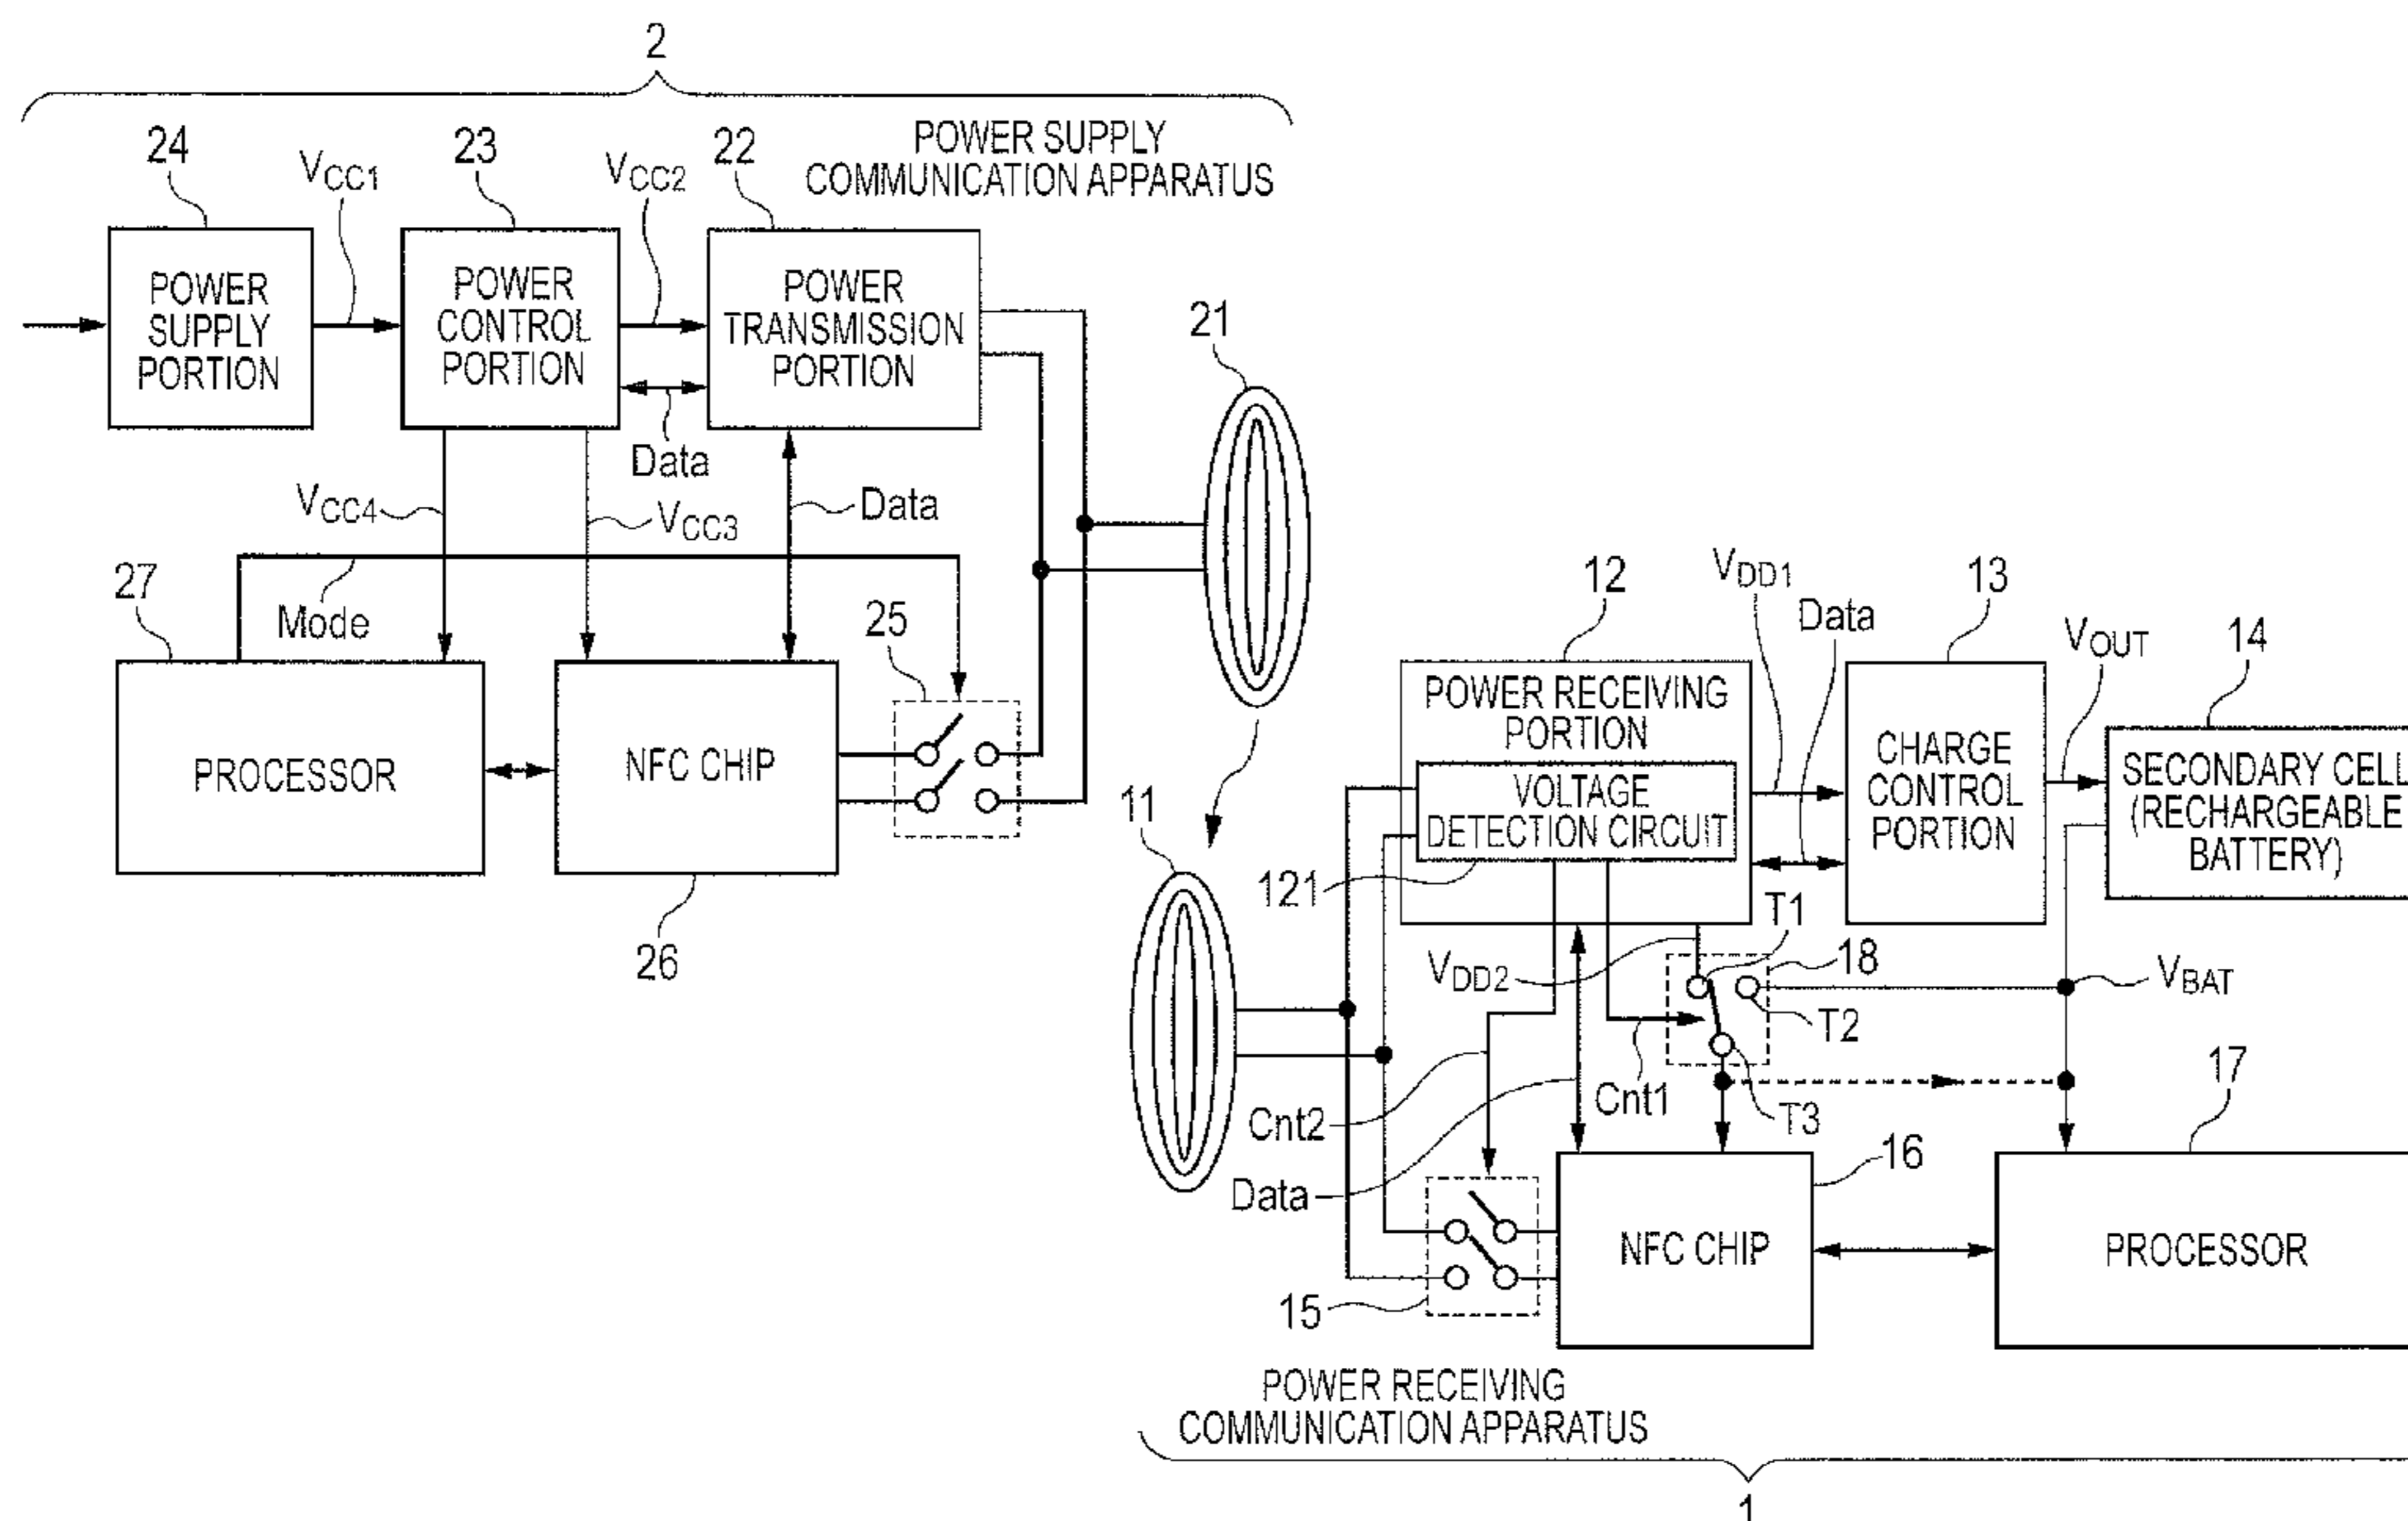 2
POWER SUPPLY
COMMUNICATION APPARATUS
24
VCC1
23
VCC2
22
POWER
SUPPLY
PORTION
POWER
CONTROL
PORTION
POWER
TRANSMISSION
PORTION
21
Data
VCC4
VCC3
Data
27
Mode
25
PROCESSOR
NFC CHIP
26
12
VDD1
Data
13
VOUT
14
POWER RECEIVING
PORTION
VOLTAGE
DETECTION CIRCUIT
CHARGE
CONTROL
PORTION
SECONDARY CELL
(RECHARGEABLE
BATTERY)
11
121
T1
VDD2
18
VBAT
T2
Cnt1
Cnt2
T3
17
Data
16
NFC CHIP
PROCESSOR
15
POWER RECEIVING
COMMUNICATION APPARATUS
1